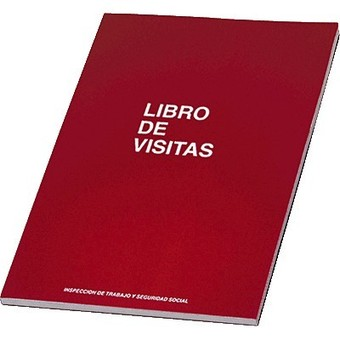 LIBRO
DE
VISITAS
INSPECCION DE TRABAJO Y SEGURIDAD SOCIAL